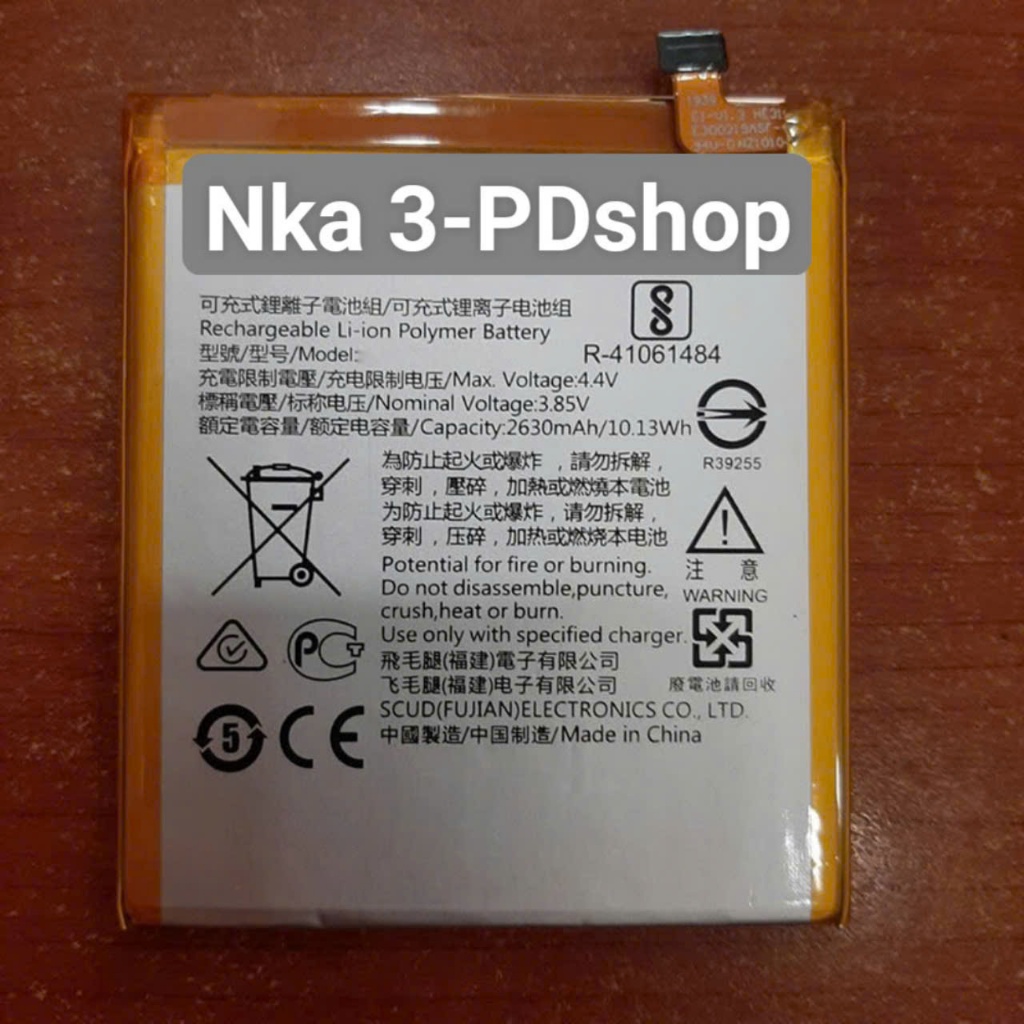 1939
Nka 3-PDshop
可充式鋰離子電池組/可充式锂离子电池组
Rechargeable Li-ion Polymer Battery
型號/型号/Model:
R-41061484
充電限制電壓/充电限制电压/Max. Voltage:4.4V
標稱電壓/标称电压/Nominal Voltage:3.85V
額定電容量/额定电容量/Capacity:2630mAh/10.13Wh
R39255
為防止起火或爆炸，請勿拆解，
穿刺，壓碎，加熱或燃燒本電池
为防止起火或爆炸，请勿拆解，
穿刺，压碎，加热或燃烧本电池
Potential for fire or burning.
Do not disassemble,puncture,
crush,heat or burn.
Use only with specified charger.
注 意
WARNING
飛毛腿(福建)電子有限公司
飞毛腿(福建)电子有限公司
SCUD(FUJIAN)ELECTRONICS CO., LTD.
中國製造/中国制造/Made in China
廢電池請回收
PCT
5
CE